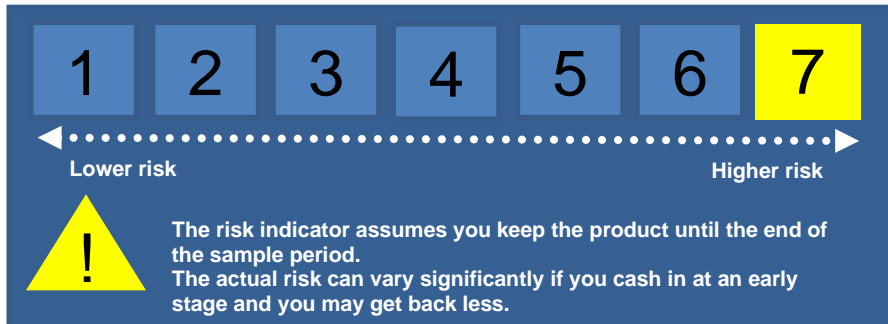 1 2 3 4 5 6 7
Lower risk Higher risk
!
The risk indicator assumes you keep the product until the end of
the sample period.
The actual risk can vary significantly if you cash in at an early
stage and you may get back less.